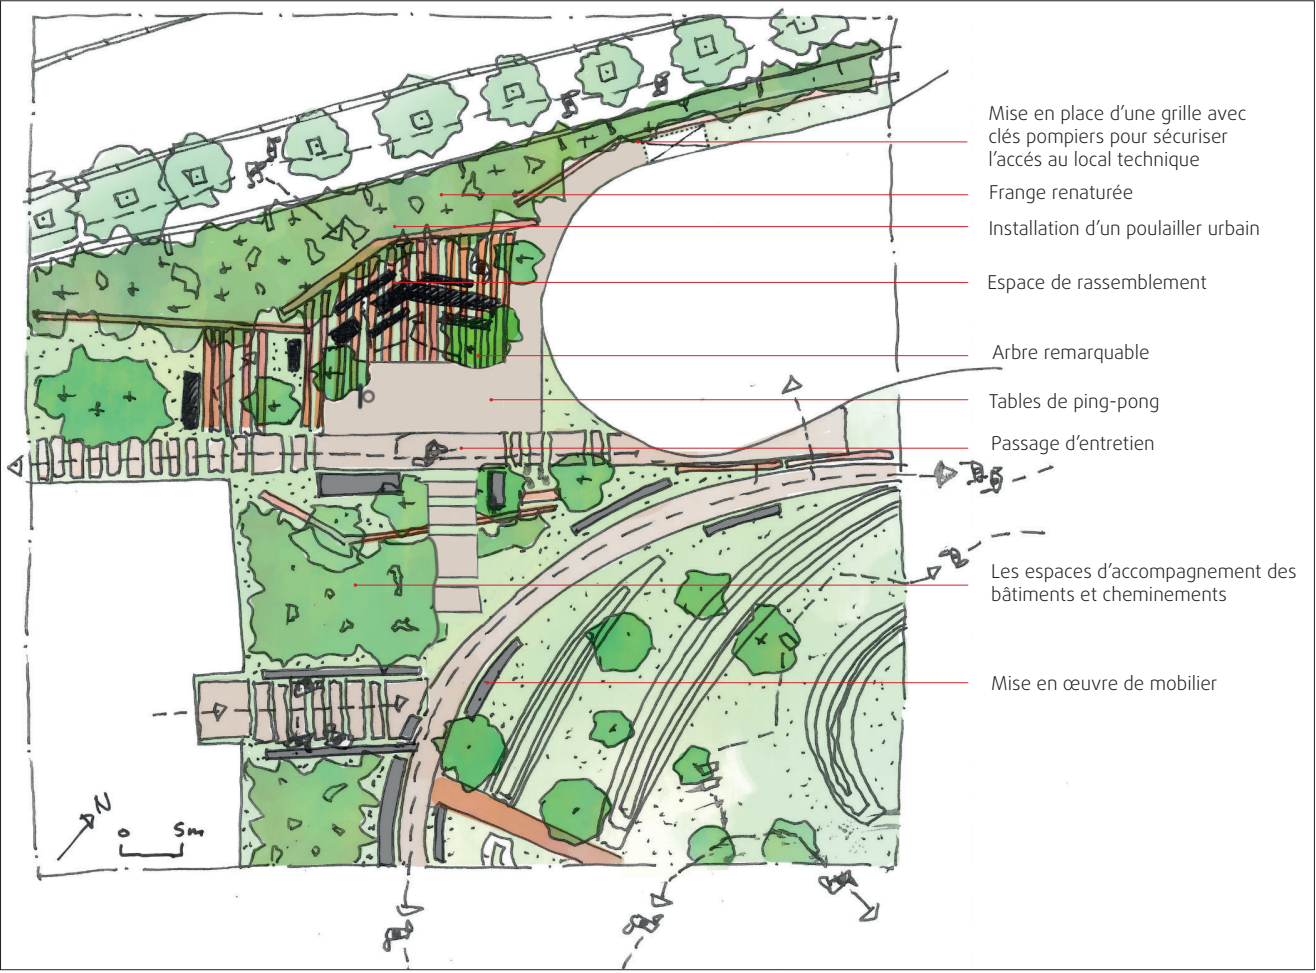 Mise en place d'une grille avec
clés pompiers pour sécuriser
l'accés au local technique
Frange renaturée
Installation d'un poulailler urbain
Espace de rassemblement
Arbre remarquable
Tables de ping-pong
Passage d'entretien
Les espaces d'accompagnement des
bâtiments et cheminements
Mise en œuvre de mobilier
N
0 5m